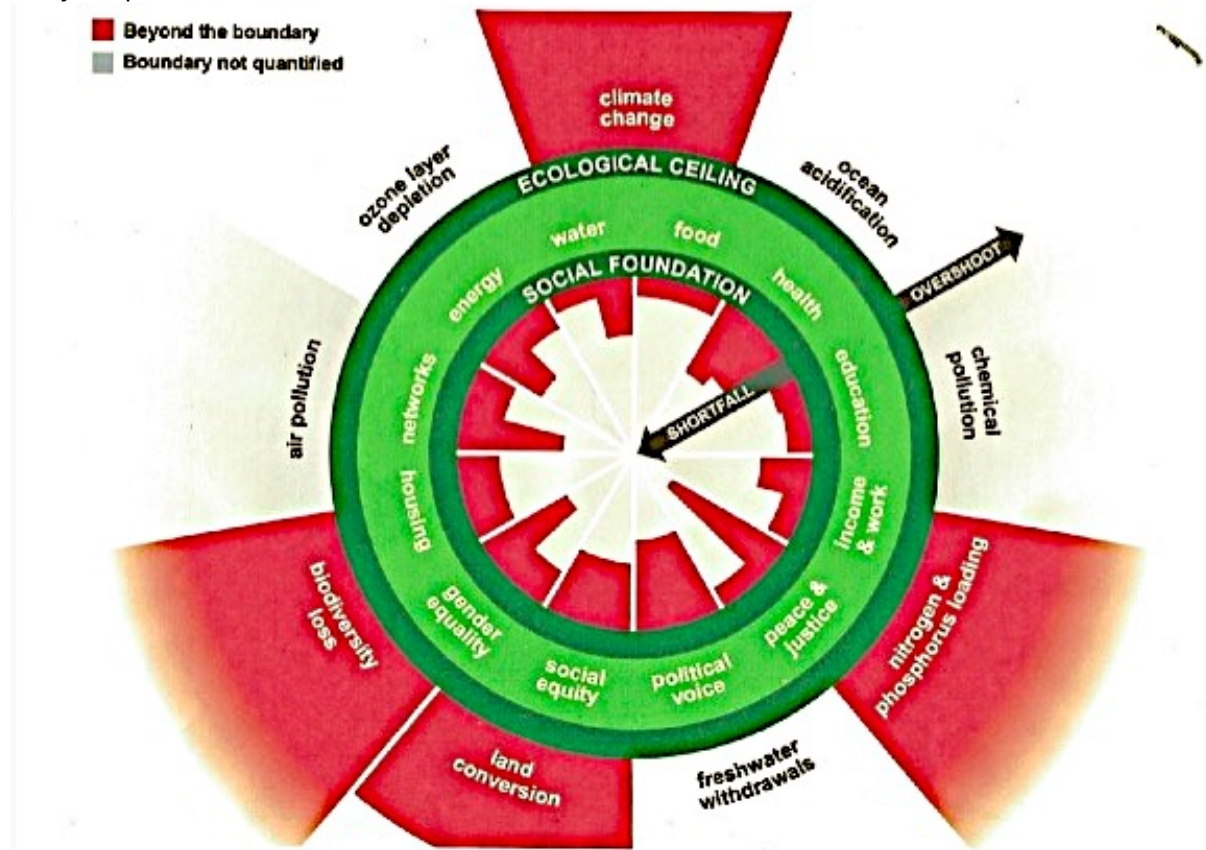 Beyond the boundary
Boundary not quantified
climate
change
ECOLOGICAL CEILING
ozone layer
depletion
ocean
acidification
OVERSHOOT
water
food
energy
health
SOCIAL FOUNDATION
air pollution
networks
SHORTFALL
education
chemical
pollution
housing
income
& work
biodiversity
loss
gender
equality
social
equity
political
voice
peace &
justice
nitrogen &
phosphorus loading
land
conversion
freshwater
withdrawals